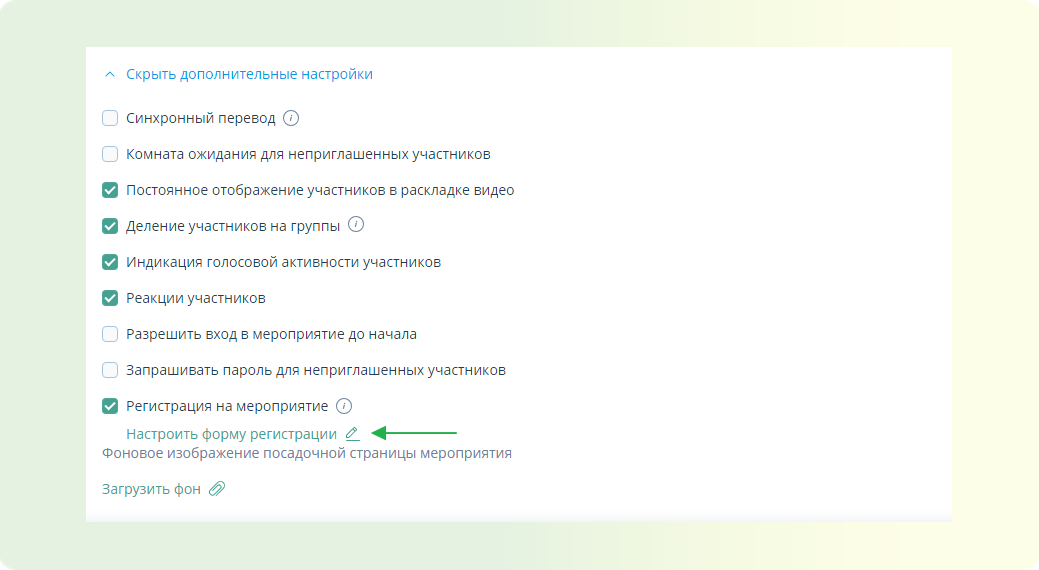 Скрыть дополнительные настройки
Синхронный перевод i
Комната ожидания для неприглашенных участников
Постоянное отображение участников в раскладке видео
Деление участников на группы i
Индикация голосовой активности участников
Реакции участников
Разрешить вход в мероприятие до начала
Запрашивать пароль для неприглашенных участников
Регистрация на мероприятие i
Настроить форму регистрации
Фоновое изображение посадочной страницы мероприятия
Загрузить фон